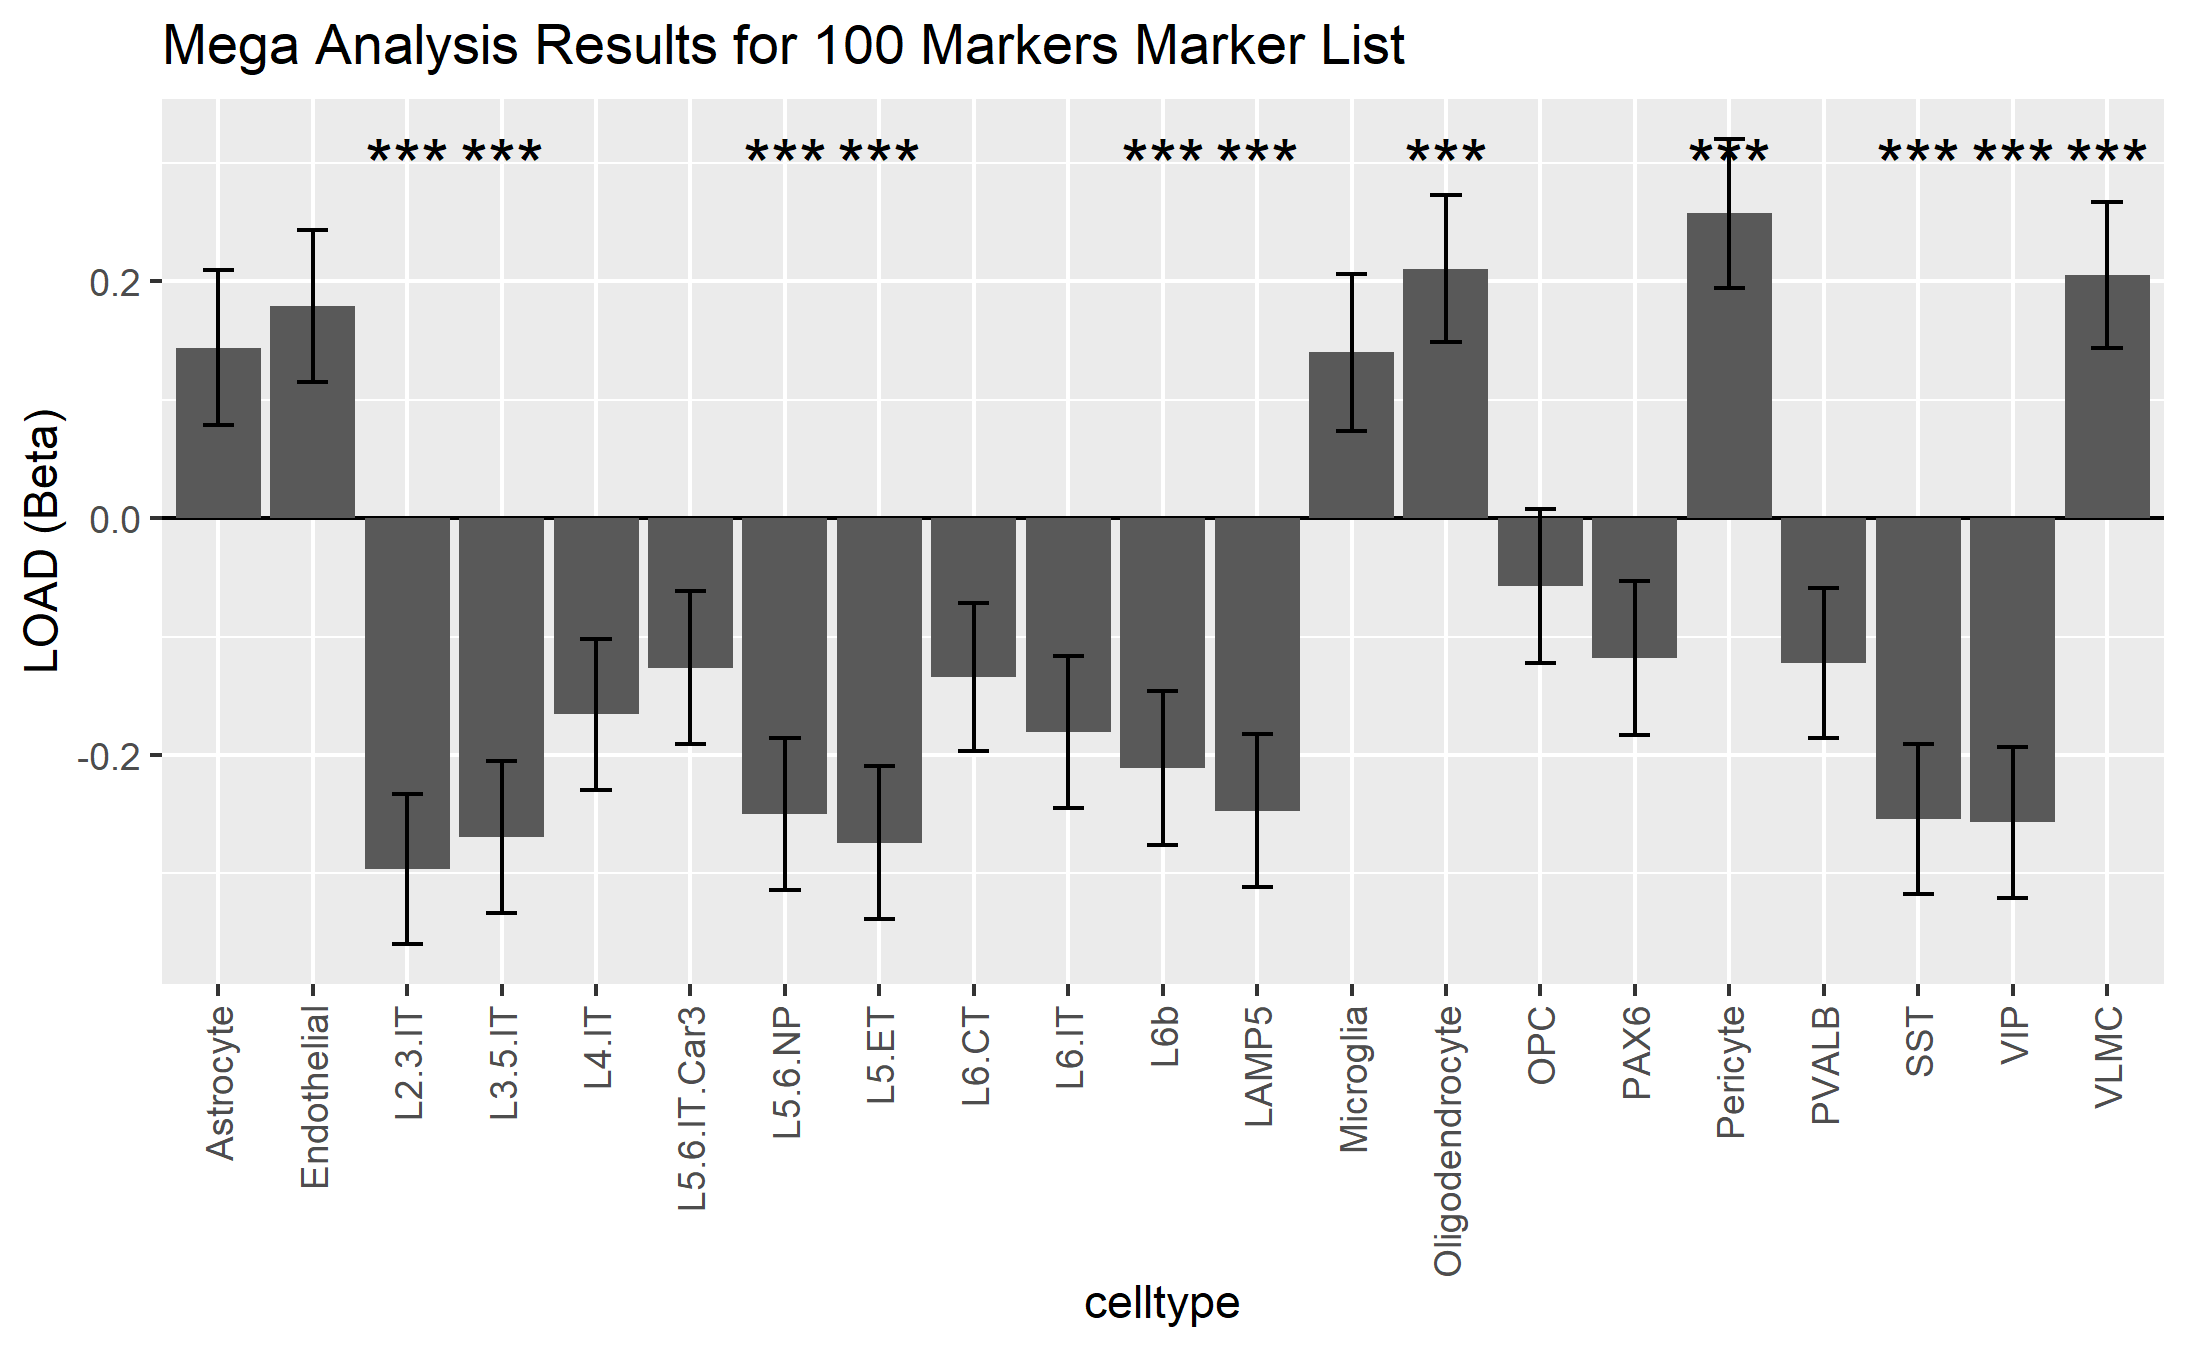 Mega Analysis Results for 100 Markers Marker List
*** *** *** *** *** *** *** *** *** *** ***
LOAD (Beta)
0.2
0.0
-0.2
Astrocyte
Endothelial
L2.3.IT
L3.5.IT
L4.IT
L5.6.IT.Car3
L5.6.NP
L5.ET
L6.CT
L6.IT
L6b
LAMP5
Microglia
Oligodendrocyte
OPC
PAX6
Pericyte
PVALB
SST
VIP
VLMC
celltype